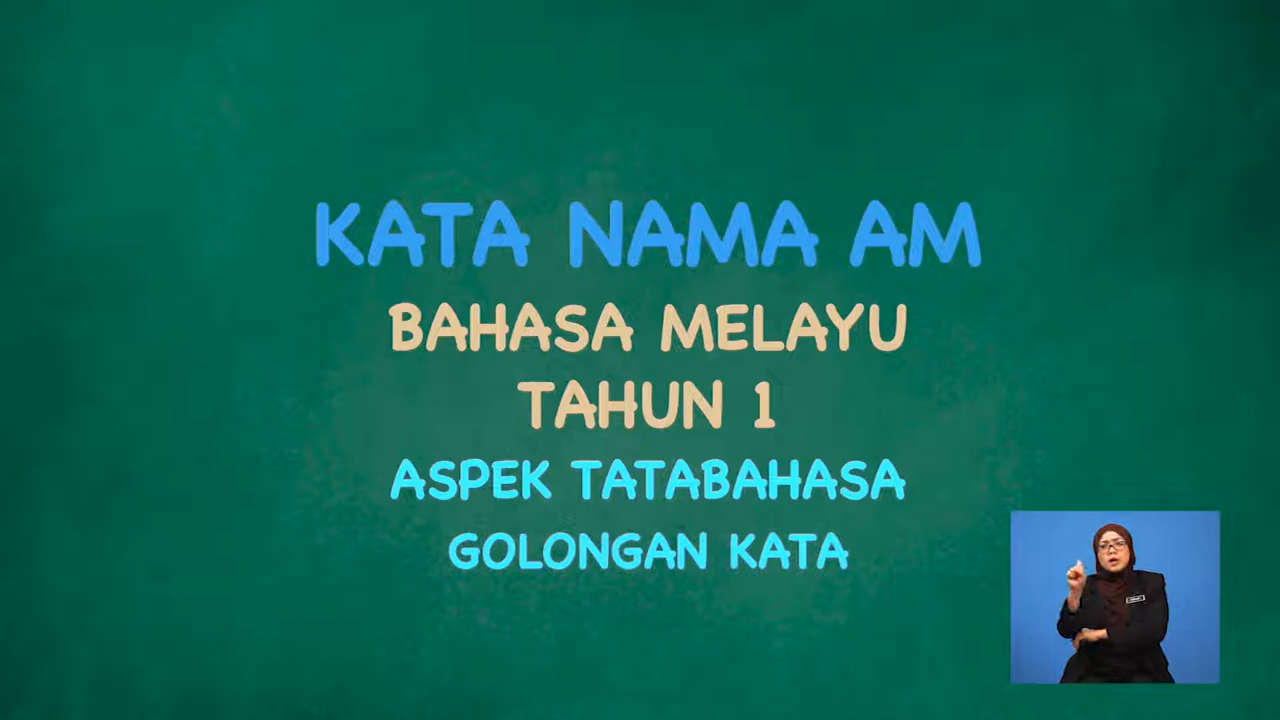 KATA NAMA AM
BAHASA MELAYU
TAHUN 1
ASPEK TATABAHASA
GOLONGAN KATA